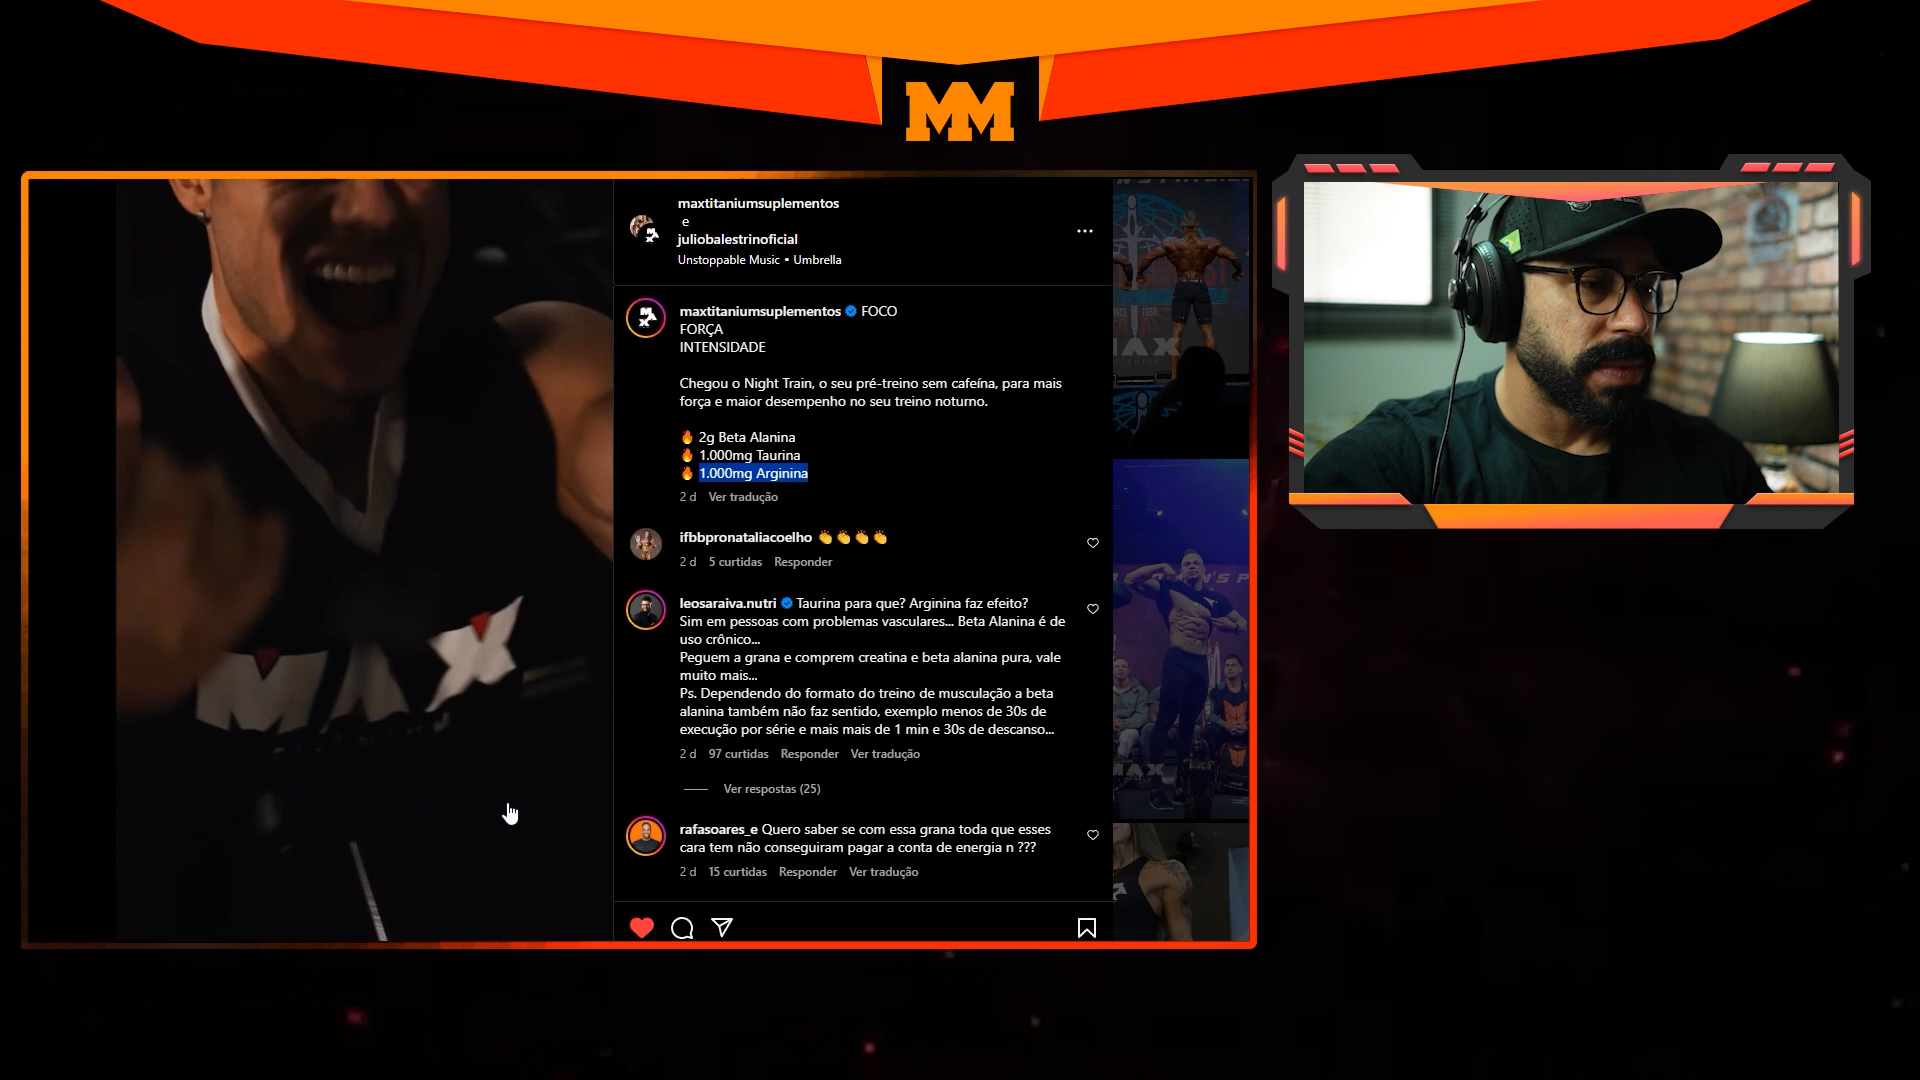 MM
maxtitaniumsuplementos
e
juliobalestrinoficial
Unstoppable Music • Umbrella
maxtitaniumsuplementos FOCO
FORÇA
INTENSIDADE
Chegou o Night Train, o seu pré-treino sem cafeína, para mais
força e maior desempenho no seu treino noturno.
🔥 2g Beta Alanina
🔥 1.000mg Taurina
🔥 1.000mg Arginina
2 d Ver tradução
ifbbpronataliacoelho 👏👏👏👏
2 d 5 curtidas Responder
leosaraiva.nutri Taurina para que? Arginina faz efeito?
Sim em pessoas com problemas vasculares... Beta Alanina é de
uso crônico...
Peguem a grana e comprem creatina e beta alanina pura, vale
muito mais...
Ps. Dependendo do formato do treino de musculação a beta
alanina também não faz sentido, exemplo menos de 30s de
execução por série e mais mais de 1 min e 30s de descanso...
2 d 97 curtidas Responder Ver tradução
Ver respostas (25)
rafasoares_e Quero saber se com essa grana toda que esses
cara tem não conseguiram pagar a conta de energia n ???
2 d 15 curtidas Responder Ver tradução
MAX
MAX